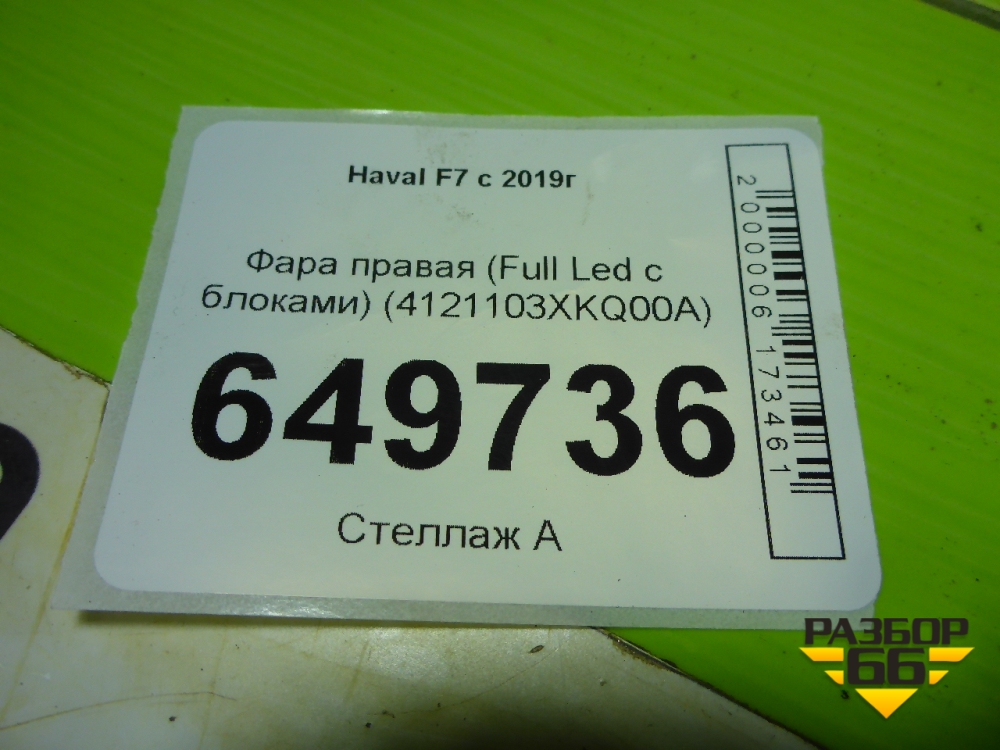 Haval F7 с 2019г
Фара правая (Full Led с
блоками) (4121103XKQ00A)
649736
Стеллаж А
2000006173461
РАЗБОР
66